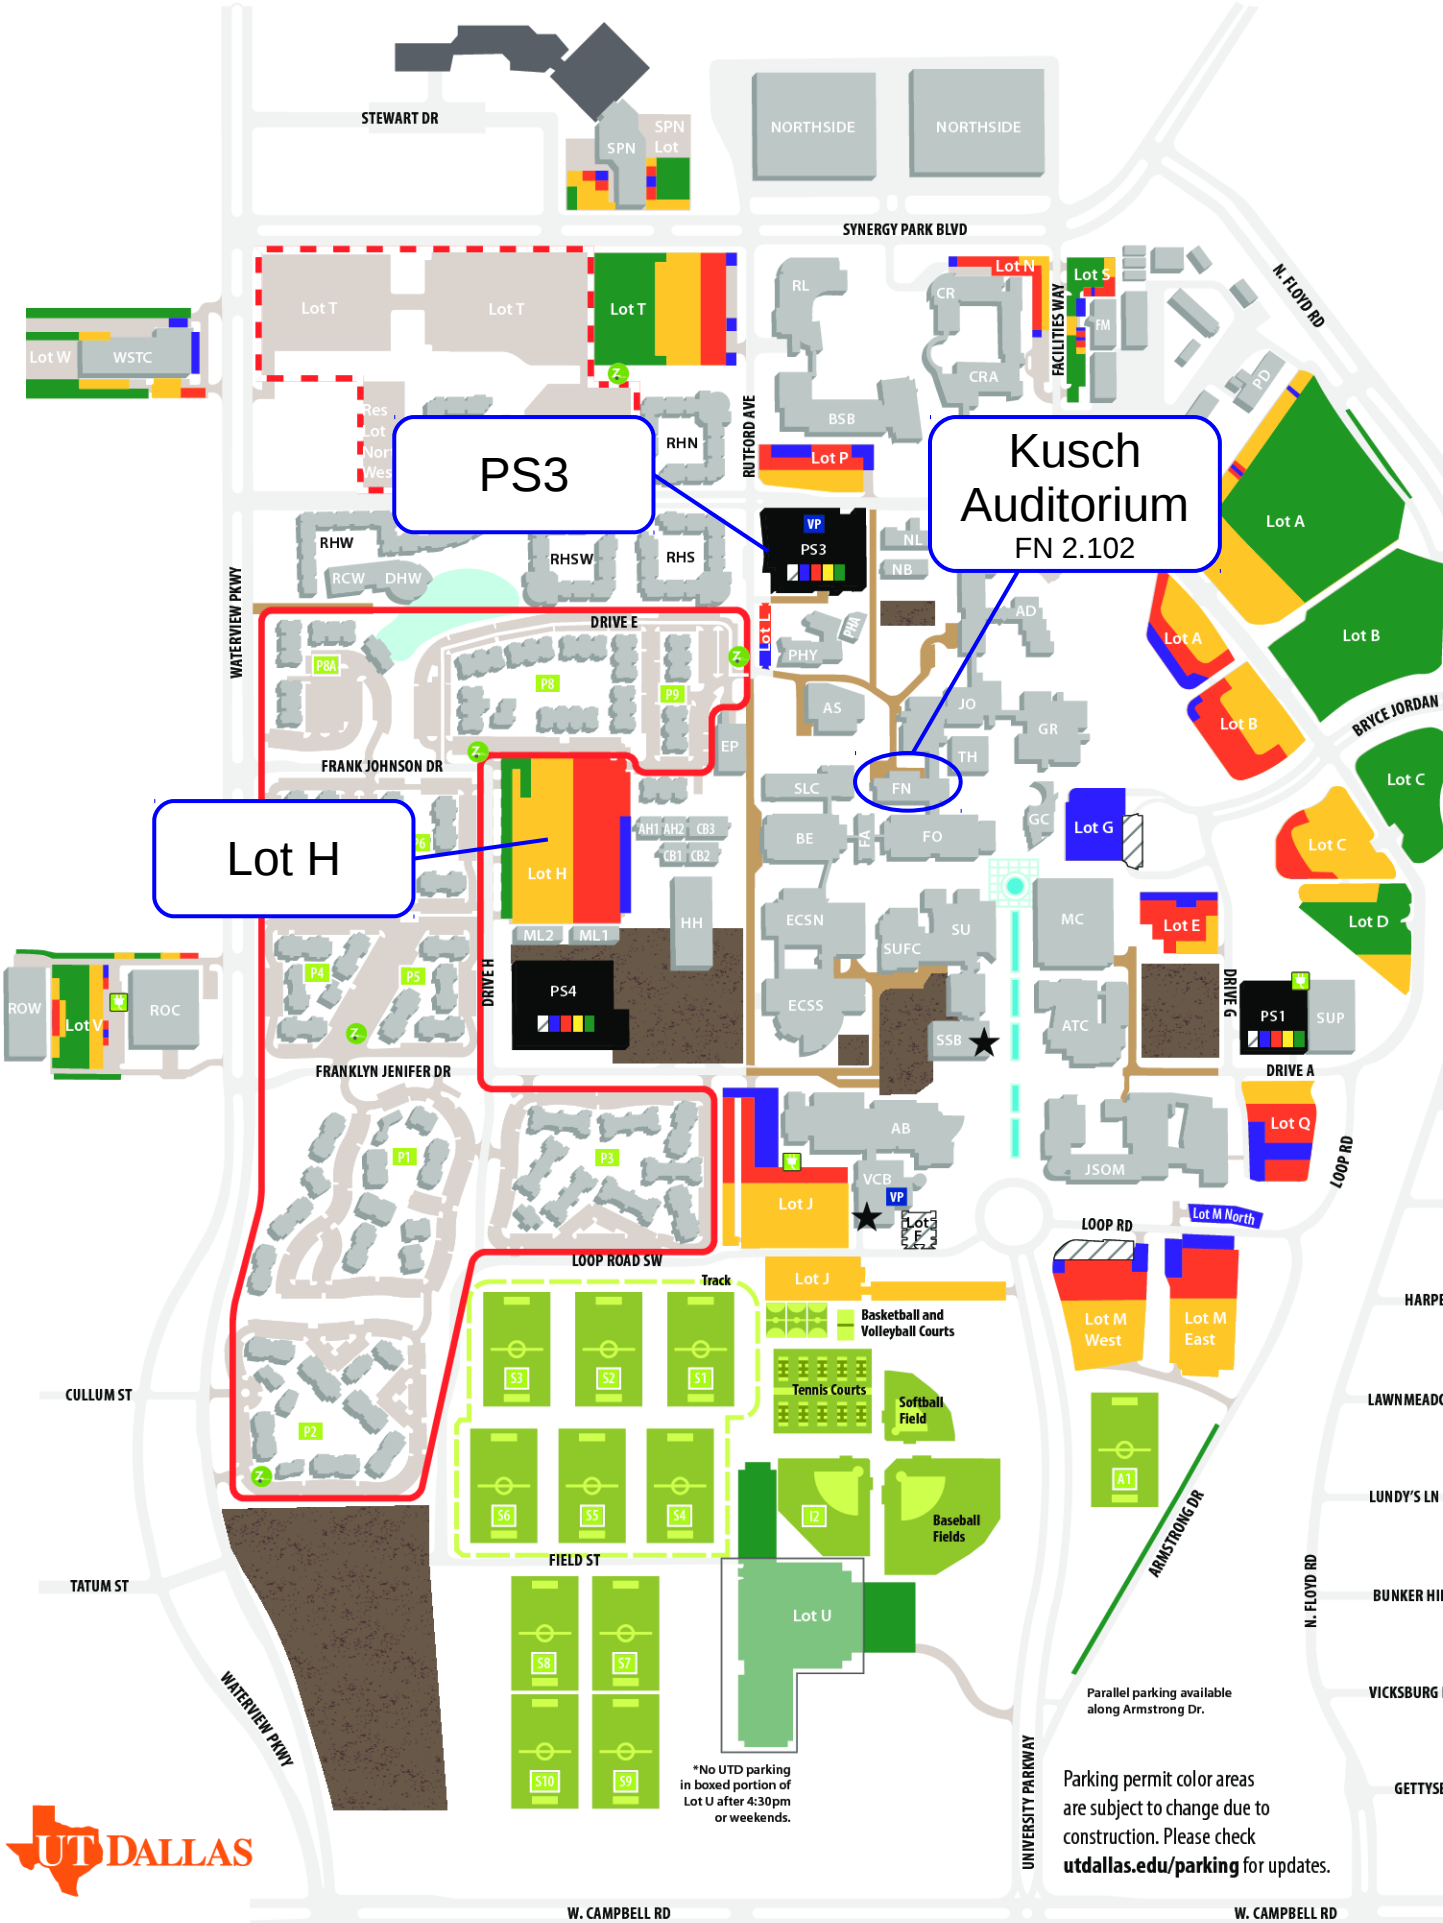 STEWART DR
SPN
Lot
SPN
NORTHSIDE
NORTHSIDE
SYNERGY PARK BLVD
Lot T
Lot T
Lot T
RL
CR
Lot N
Lot S
N. FLOYD RD
FM
FACILITIES WAY
Lot W
WSTC
CRA
PD
Res
Lot
Nor
Wes
RHN
RUTFORD AVE
BSB
Lot P
PS3
Kusch
Auditorium
FN 2.102
Lot A
VP
PS3
NL
NB
RHW
RCW
DHW
RHSW
RHS
WATERVIEW PKWY
DRIVE E
Lot L
PHY
PHA
AD
Lot A
Lot B
P8A
P8
P9
AS
JO
GR
Lot B
BRYCE JORDAN
EP
TH
FRANK JOHNSON DR
SLC
FN
Lot C
Lot H
6
AH1
AH2
CB3
CB1
CB2
BE
FA
FO
GC
Lot G
Lot C
Lot H
HH
ECSN
SUFC
SU
MC
Lot E
Lot D
ML2
ML1
P4
P5
DRIVE H
PS4
ECSS
SSB
ATC
DRIVE G
PS1
SUP
ROW
Lot V
ROC
FRANKLYN JENIFER DR
DRIVE A
P1
P3
AB
Lot Q
JSOM
LOOP RD
VCB
VP
Lot J
Lot
F
LOOP RD
Lot M North
LOOP ROAD SW
Track
Lot J
Basketball and
Volleyball Courts
Lot M
West
Lot M
East
HARPE
S3
S2
S1
Tennis Courts
Softball
Field
CULLUM ST
LAWNMEADO
P2
A1
S6
S5
S4
I2
Baseball
Fields
LUNDY'S LN
ARMSTRONG DR
FIELD ST
TATUM ST
Lot U
N. FLOYD RD
BUNKER HI
S8
S7
WATERVIEW PKWY
Parallel parking available
along Armstrong Dr.
VICKSBURG
S10
S9
*No UTD parking
in boxed portion of
Lot U after 4:30pm
or weekends.
UNIVERSITY PARKWAY
Parking permit color areas
are subject to change due to
construction. Please check
utdallas.edu/parking for updates.
GETTYSB
UT DALLAS
W. CAMPBELL RD
W. CAMPBELL RD